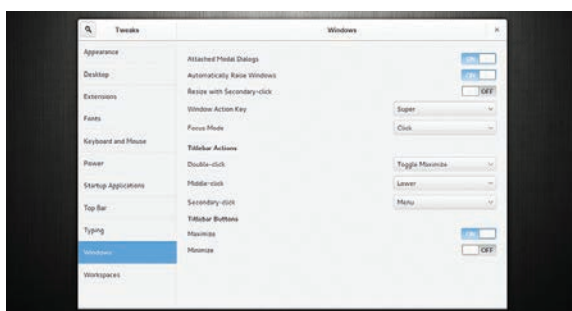 Tweaks
Windows
Appearance
Desktop
Extensions
Fonts
Keyboard and Mouse
Power
Startup Applications
Top Bar
Typing
Windows
Workspaces
Attached Modal Dialogs ON
Automatically Raise Windows ON
Resize with Secondary-click OFF
Window Action Key Super
Focus Mode Click
Titlebar Actions
Double-click Toggle Maximize
Middle-click Lower
Secondary-click Menu
Titlebar Buttons
Maximize ON
Minimize OFF